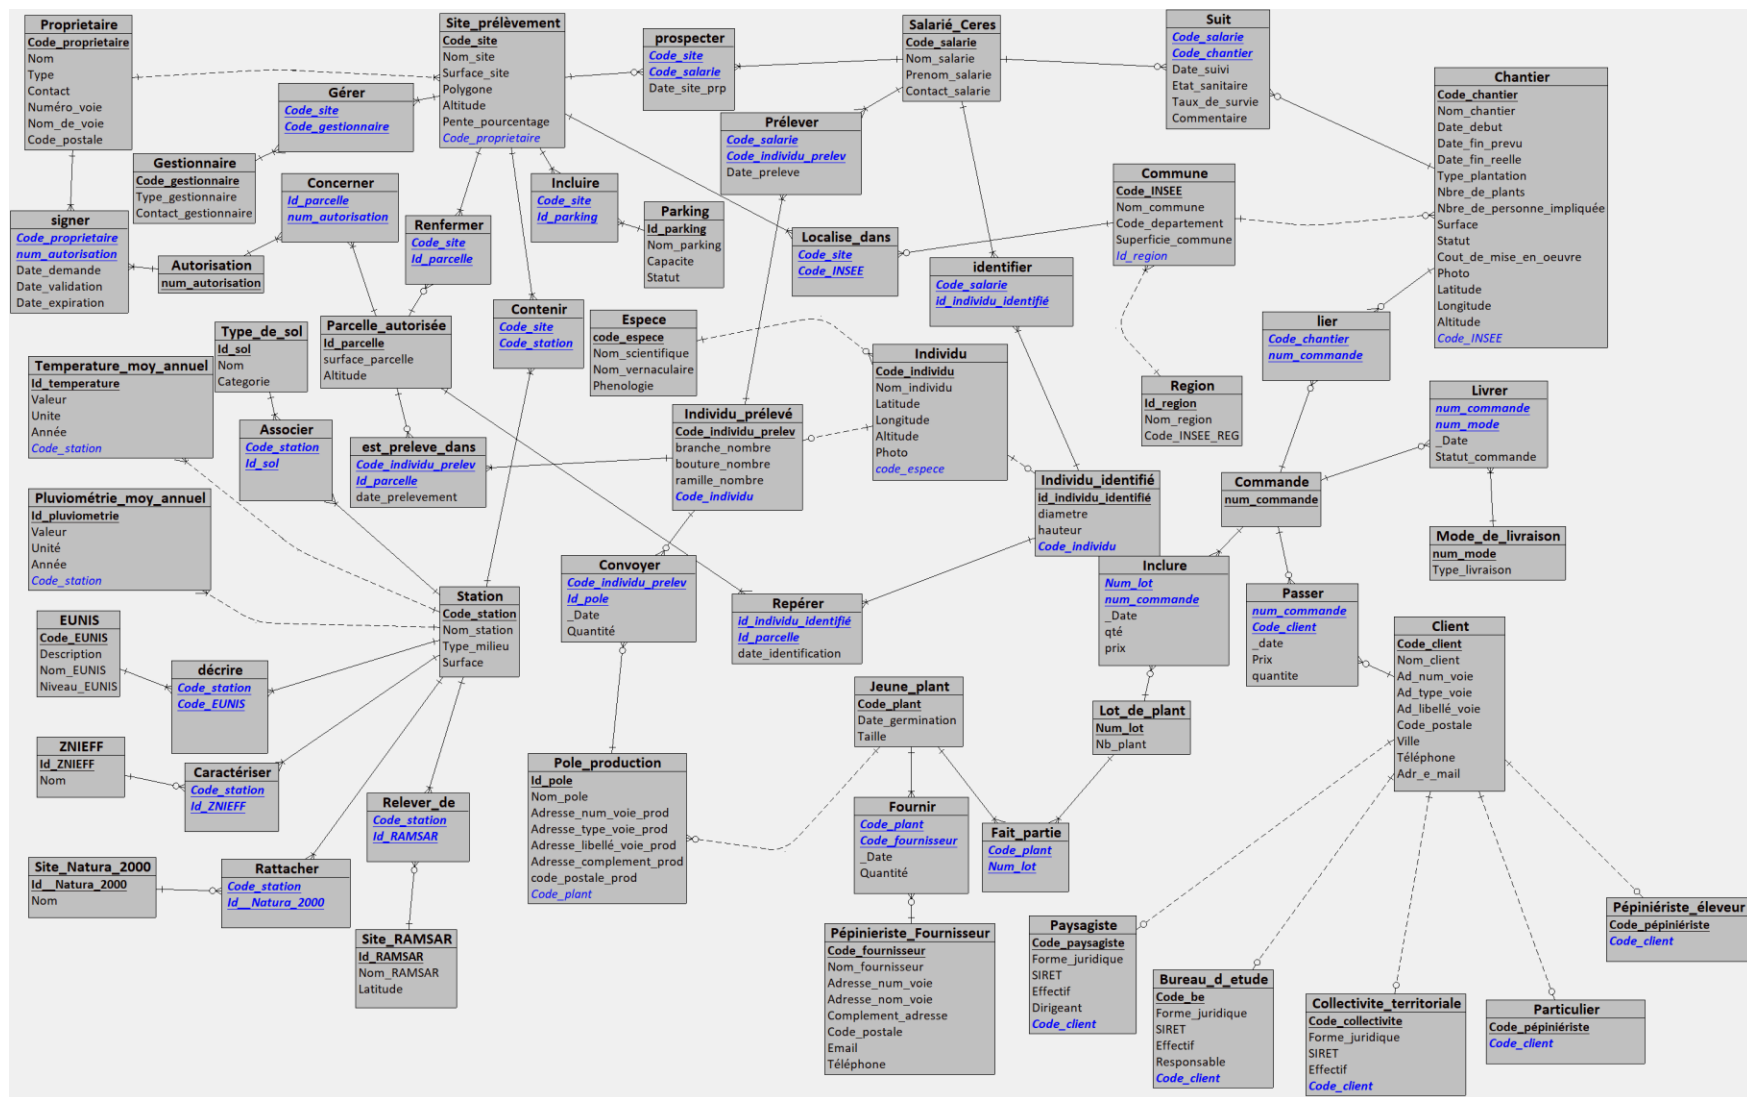 Proprietaire
Code_proprietaire
Nom
Type
Contact
Numéro_voie
Nom_de_voie
Code_postale
Site_prélèvement
Code_site
Nom_site
Surface_site
Polygone
Altitude
Pente_pourcentage
Code_proprietaire
prospecter
Code_site
Code_salarie
Date_site_prp
Salarié_Ceres
Code_salarie
Nom_salarie
Prenom_salarie
Contact_salarie
Suit
Code_salarie
Code_chantier
Date_suivi
Etat_sanitaire
Taux_de_survie
Commentaire
Chantier
Code_chantier
Nom_chantier
Date_debut
Date_fin_prevu
Date_fin_reelle
Type_plantation
Nbre_de_plants
Nbre_de_personne_impliquée
Surface
Statut
Cout_de_mise_en_oeuvre
Photo
Latitude
Longitude
Altitude
Code_INSEE
Gérer
Code_site
Code_gestionnaire
Prélever
Code_salarie
Code_individu_prelev
Date_preleve
Gestionnaire
Code_gestionnaire
Type_gestionnaire
Contact_gestionnaire
Concerner
Id_parcelle
num_autorisation
Incluire
Code_site
Id_parking
Commune
Code_INSEE
Nom_commune
Code_departement
Superficie_commune
Id_region
signer
Code_proprietaire
num_autorisation
Date_demande
Date_validation
Date_expiration
Autorisation
num_autorisation
Renfermer
Code_site
Id_parcelle
Parking
Id_parking
Nom_parking
Capacite
Statut
Localise_dans
Code_site
Code_INSEE
identifier
Code_salarie
id_individu_identifié
Contenir
Code_site
Code_station
Type_de_sol
Id_sol
Nom
Categorie
Parcelle_autorisée
Id_parcelle
surface_parcelle
Altitude
Espece
code_espece
Nom_scientifique
Nom_vernaculaire
Phenologie
lier
Code_chantier
num_commande
Temperature_moy_annuel
Id_temperature
Valeur
Unite
Année
Code_station
Individu
Code_individu
Nom_individu
Latitude
Longitude
Altitude
Photo
code_espece
Region
Id_region
Nom_region
Code_INSEE_REG
Livrer
num_commande
num_mode
_Date
Statut_commande
Associer
Code_station
Id_sol
est_preleve_dans
Code_individu_prelev
Id_parcelle
date_prelevement
Individu_prélevé
Code_individu_prelev
branche_nombre
bouture_nombre
ramille_nombre
Code_individu
Individu_identifié
id_individu_identifié
diametre
hauteur
Code_individu
Commande
num_commande
Pluviométrie_moy_annuel
Id_pluviometrie
Valeur
Unité
Année
Code_station
Mode_de_livraison
num_mode
Type_livraison
Convoyer
Code_individu_prelev
Id_pole
_Date
Quantité
Inclure
Num_lot
num_commande
_Date
qté
prix
Station
Code_station
Nom_station
Type_milieu
Surface
Repérer
id_individu_identifié
Id_parcelle
date_identification
Passer
num_commande
Code_client
_date
Prix
quantite
EUNIS
Code_EUNIS
Description
Nom_EUNIS
Niveau_EUNIS
Client
Code_client
Nom_client
Ad_num_voie
Ad_type_voie
Ad_libellé_voie
Code_postale
Ville
Téléphone
Adr_e_mail
décrire
Code_station
Code_EUNIS
Jeune_plant
Code_plant
Date_germination
Taille
Lot_de_plant
Num_lot
Nb_plant
ZNIEFF
Id_ZNIEFF
Nom
Caractériser
Code_station
Id_ZNIEFF
Pole_production
Id_pole
Nom_pole
Adresse_num_voie_prod
Adresse_type_voie_prod
Adresse_libellé_voie_prod
Adresse_complement_prod
code_postale_prod
Code_plant
Relever_de
Code_station
Id_RAMSAR
Fournir
Code_plant
Code_fournisseur
_Date
Quantité
Fait_partie
Code_plant
Num_lot
Site_Natura_2000
Id__Natura_2000
Nom
Rattacher
Code_station
Id__Natura_2000
Site_RAMSAR
Id_RAMSAR
Nom_RAMSAR
Latitude
Pépinieriste_Fournisseur
Code_fournisseur
Nom_fournisseur
Adresse_num_voie
Adresse_nom_voie
Complement_adresse
Code_postale
Email
Téléphone
Paysagiste
Code_paysagiste
Forme_juridique
SIRET
Effectif
Dirigeant
Code_client
Bureau_d_etude
Code_be
Forme_juridique
SIRET
Effectif
Responsable
Code_client
Collectivite_territoriale
Code_collectivite
Forme_juridique
SIRET
Effectif
Code_client
Particulier
Code_pépiniériste
Code_client
Pépiniériste_éleveur
Code_pépiniériste
Code_client